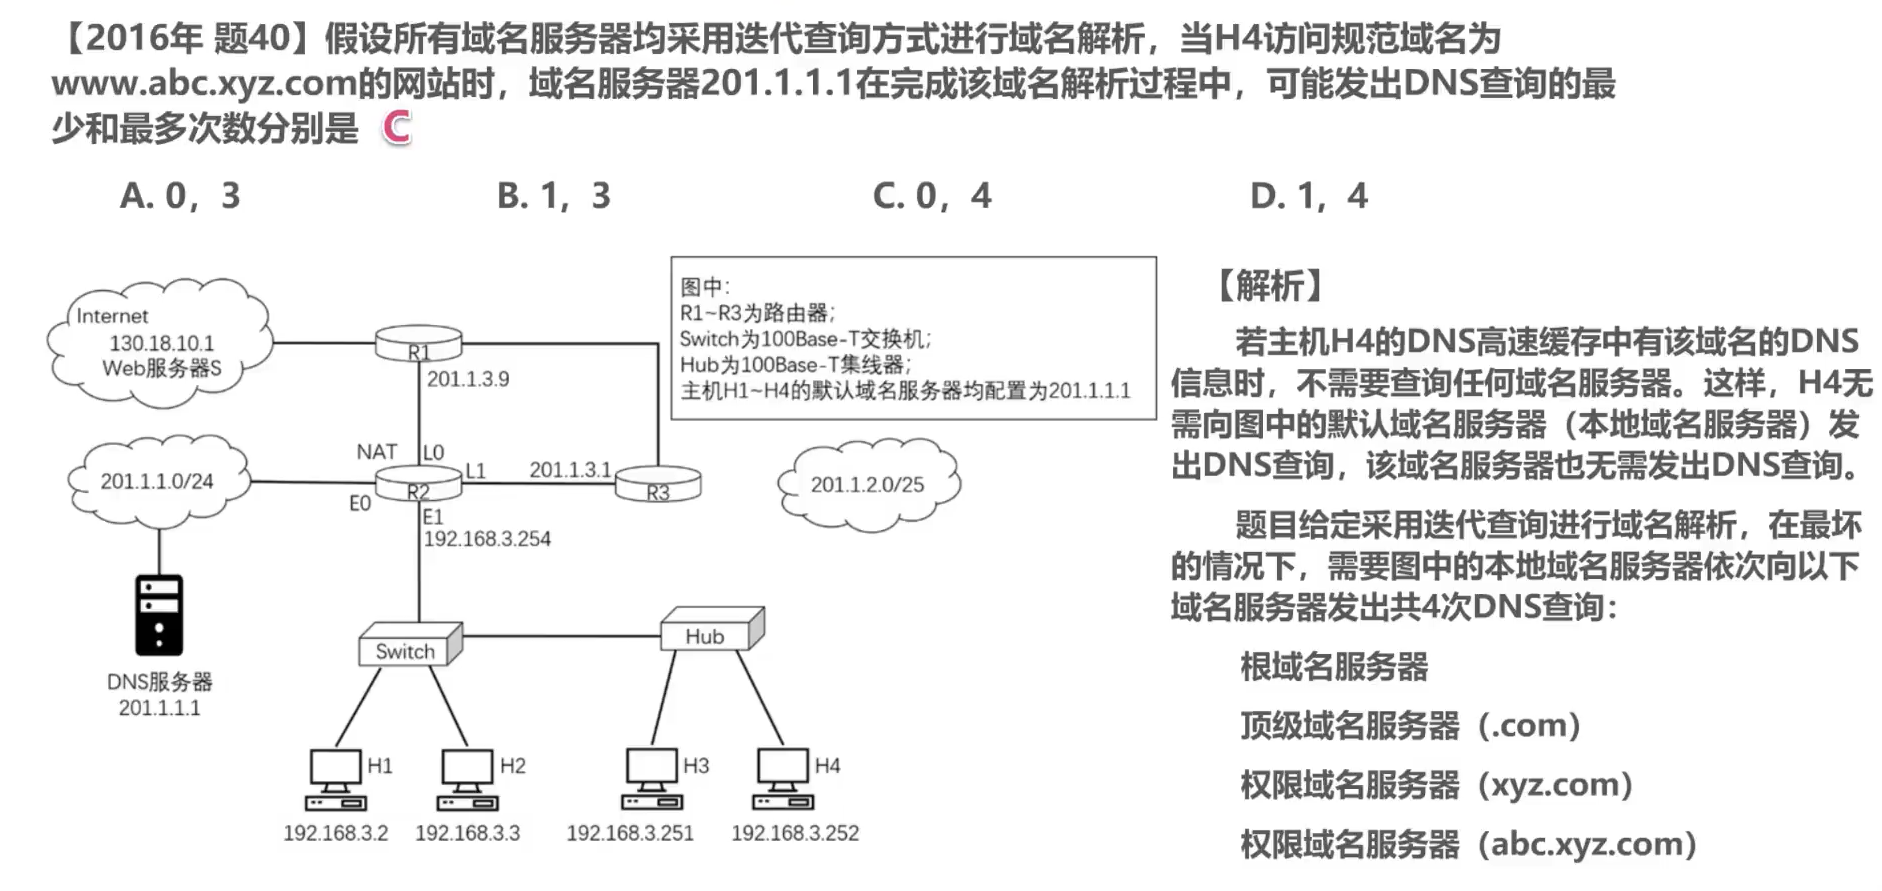 【2016年 题40】假设所有域名服务器均采用迭代查询方式进行域名解析，当H4访问规范域名为
www.abc.xyz.com的网站时，域名服务器201.1.1.1在完成该域名解析过程中，可能发出DNS查询的最
少和最多次数分别是 C
A. 0，3
B. 1，3
C. 0，4
D. 1，4
Internet
130.18.10.1
Web服务器S
R1
201.1.3.9
图中：
R1~R3为路由器；
Switch为100Base-T交换机；
Hub为100Base-T集线器；
主机H1~H4的默认域名服务器均配置为201.1.1.1
201.1.1.0/24
NAT
L0
R2
L1
E0
E1
192.168.3.254
201.1.3.1
R3
201.1.2.0/25
DNS服务器
201.1.1.1
Switch
Hub
H1
H2
H3
H4
192.168.3.2
192.168.3.3
192.168.3.251
192.168.3.252
【解析】
若主机H4的DNS高速缓存中有该域名的DNS
信息时，不需要查询任何域名服务器。这样，H4无
需向图中的默认域名服务器（本地域名服务器）发
出DNS查询，该域名服务器也无需发出DNS查询。
题目给定采用迭代查询进行域名解析，在最坏
的情况下，需要图中的本地域名服务器依次向以下
域名服务器发出共4次DNS查询：
根域名服务器
顶级域名服务器（.com）
权限域名服务器（xyz.com）
权限域名服务器（abc.xyz.com）